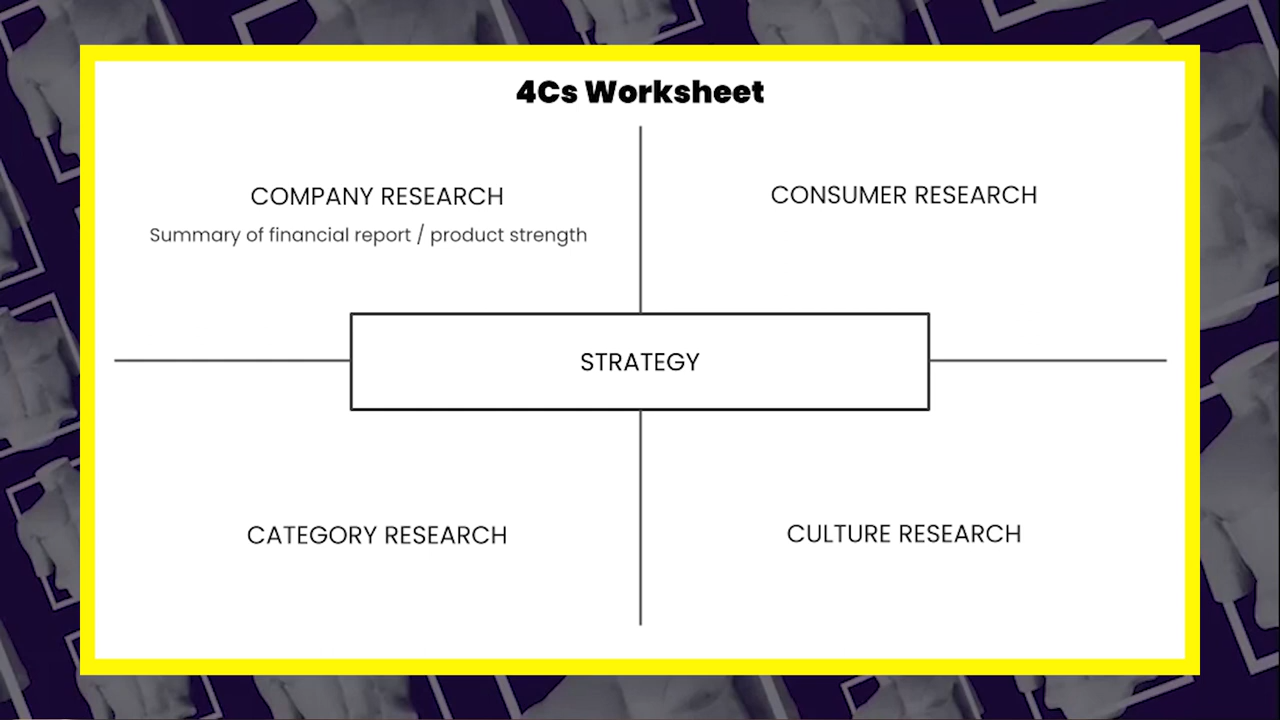 4Cs Worksheet
COMPANY RESEARCH
Summary of financial report / product strength
CONSUMER RESEARCH
STRATEGY
CATEGORY RESEARCH
CULTURE RESEARCH